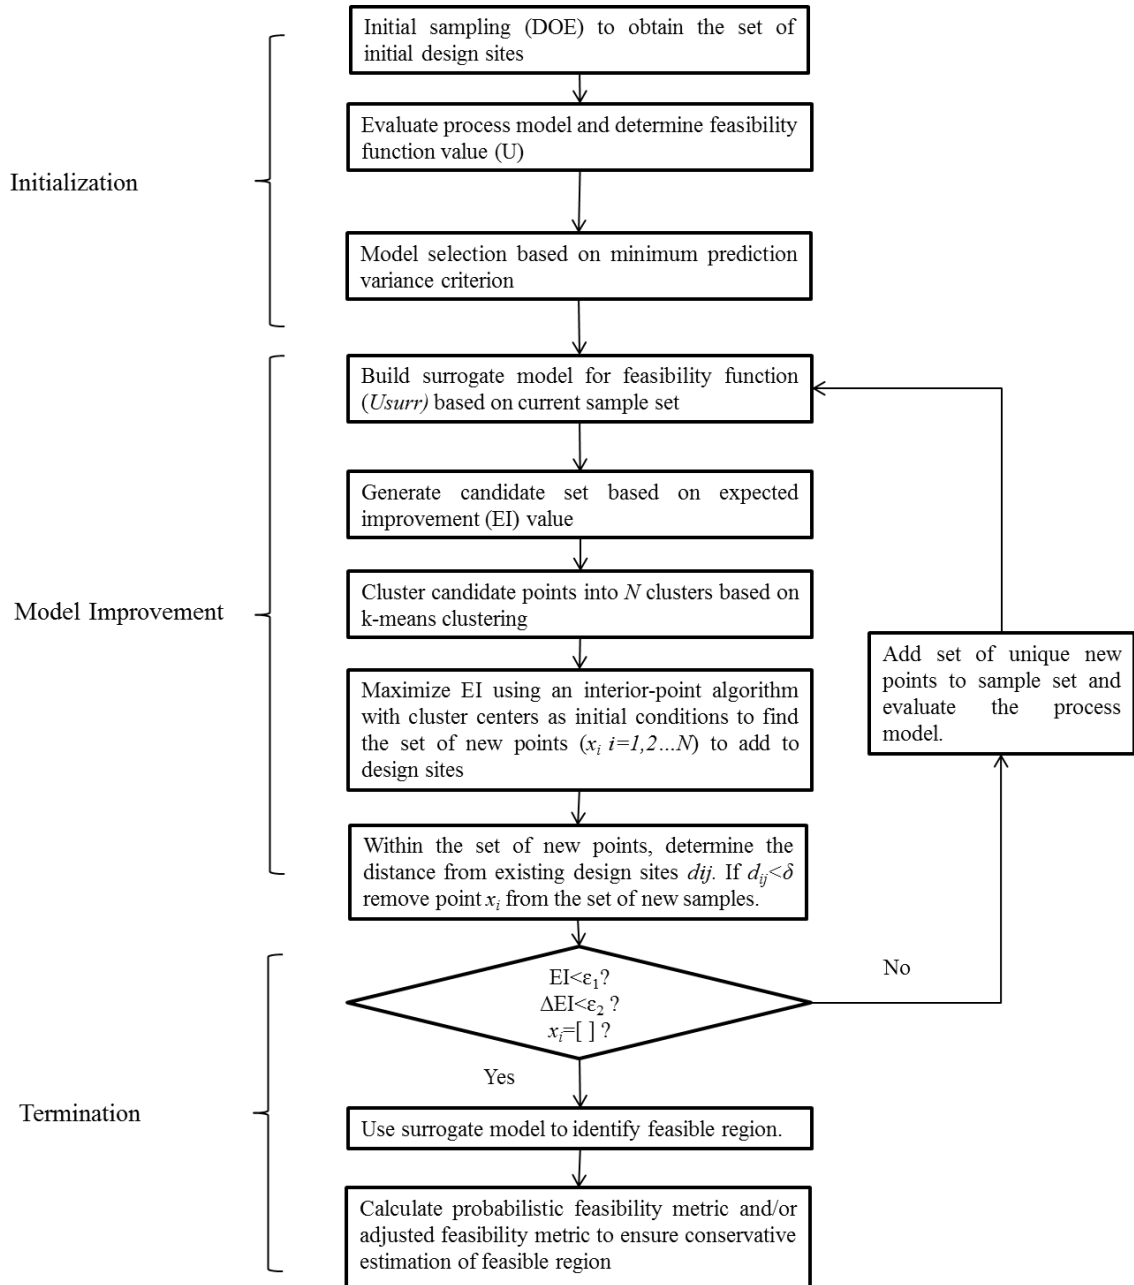 Initial sampling (DOE) to obtain the set of
initial design sites
Evaluate process model and determine feasibility
function value (U)
Initialization
Model selection based on minimum prediction
variance criterion
Build surrogate model for feasibility function
(Usurr) based on current sample set
Generate candidate set based on expected
improvement (EI) value
Cluster candidate points into N clusters based on
k-means clustering
Model Improvement
Maximize EI using an interior-point algorithm
with cluster centers as initial conditions to find
the set of new points (xᵢ i=1,2...N) to add to
design sites
Add set of unique new
points to sample set and
evaluate the process
model.
Within the set of new points, determine the
distance from existing design sites dij. If dᵢⱼ<δ
remove point xᵢ from the set of new samples.
EI<ε₁?
ΔEI<ε₂ ?
xᵢ=[ ] ?
No
Yes
Termination
Use surrogate model to identify feasible region.
Calculate probabilistic feasibility metric and/or
adjusted feasibility metric to ensure conservative
estimation of feasible region